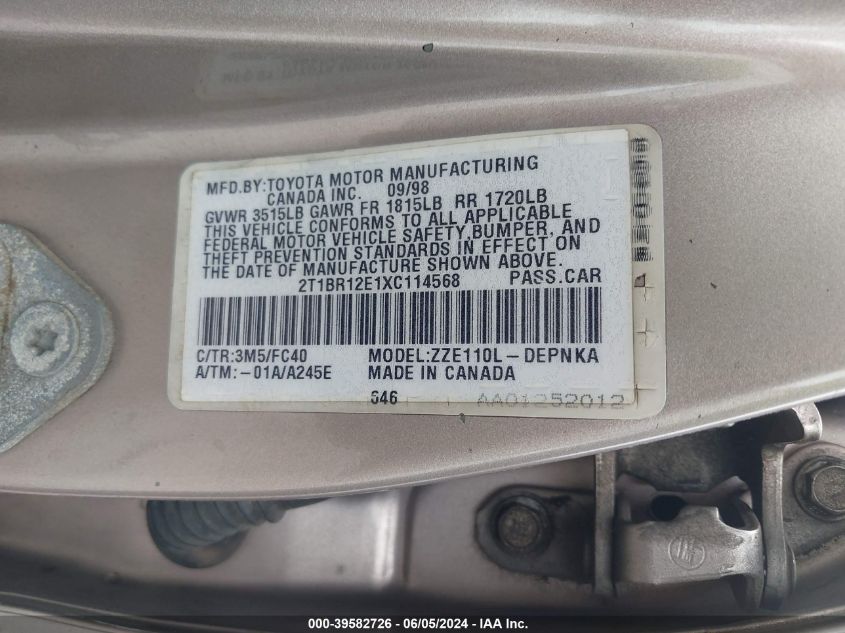 MFD.BY:TOYOTA MOTOR MANUFACTURING
CANADA INC. 09/98
GVWR 3515LB GAWR FR 1815LB RR 1720LB
THIS VEHICLE CONFORMS TO ALL APPLICABLE
FEDERAL MOTOR VEHICLE SAFETY,BUMPER, AND
THEFT PREVENTION STANDARDS IN EFFECT ON
THE DATE OF MANUFACTURE SHOWN ABOVE.
2T1BR12E1XC114568 PASS.CAR
C/TR:3M5/FC40 MODEL:ZZE110L-DEPNKA
A/TM:-01A/A245E MADE IN CANADA
646 AA01252012
000-39582726 - 06/05/2024 - IAA Inc.